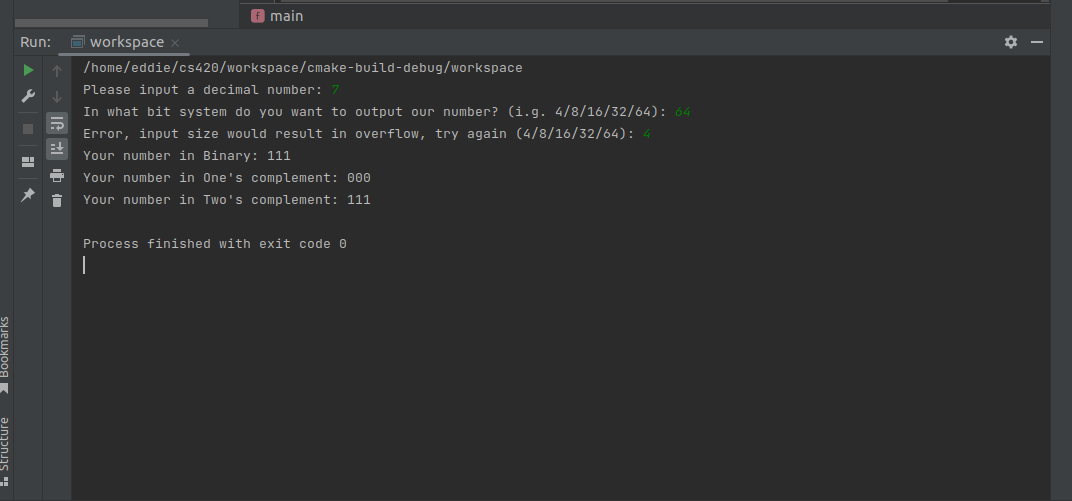 main
Run: workspace
/home/eddie/cs420/workspace/cmake-build-debug/workspace
Please input a decimal number: 7
In what bit system do you want to output our number? (i.g. 4/8/16/32/64): 64
Error, input size would result in overflow, try again (4/8/16/32/64): 4
Your number in Binary: 111
Your number in One's complement: 000
Your number in Two's complement: 111
Process finished with exit code 0
Bookmarks
Structure